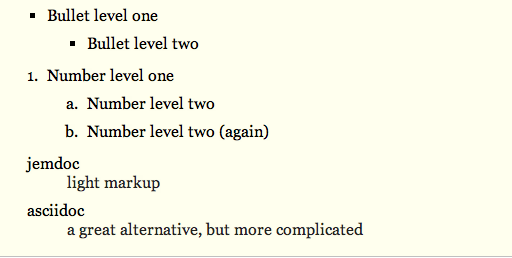 ▪ Bullet level one
▪ Bullet level two
1. Number level one
a. Number level two
b. Number level two (again)
jemdoc
light markup
asciidoc
a great alternative, but more complicated